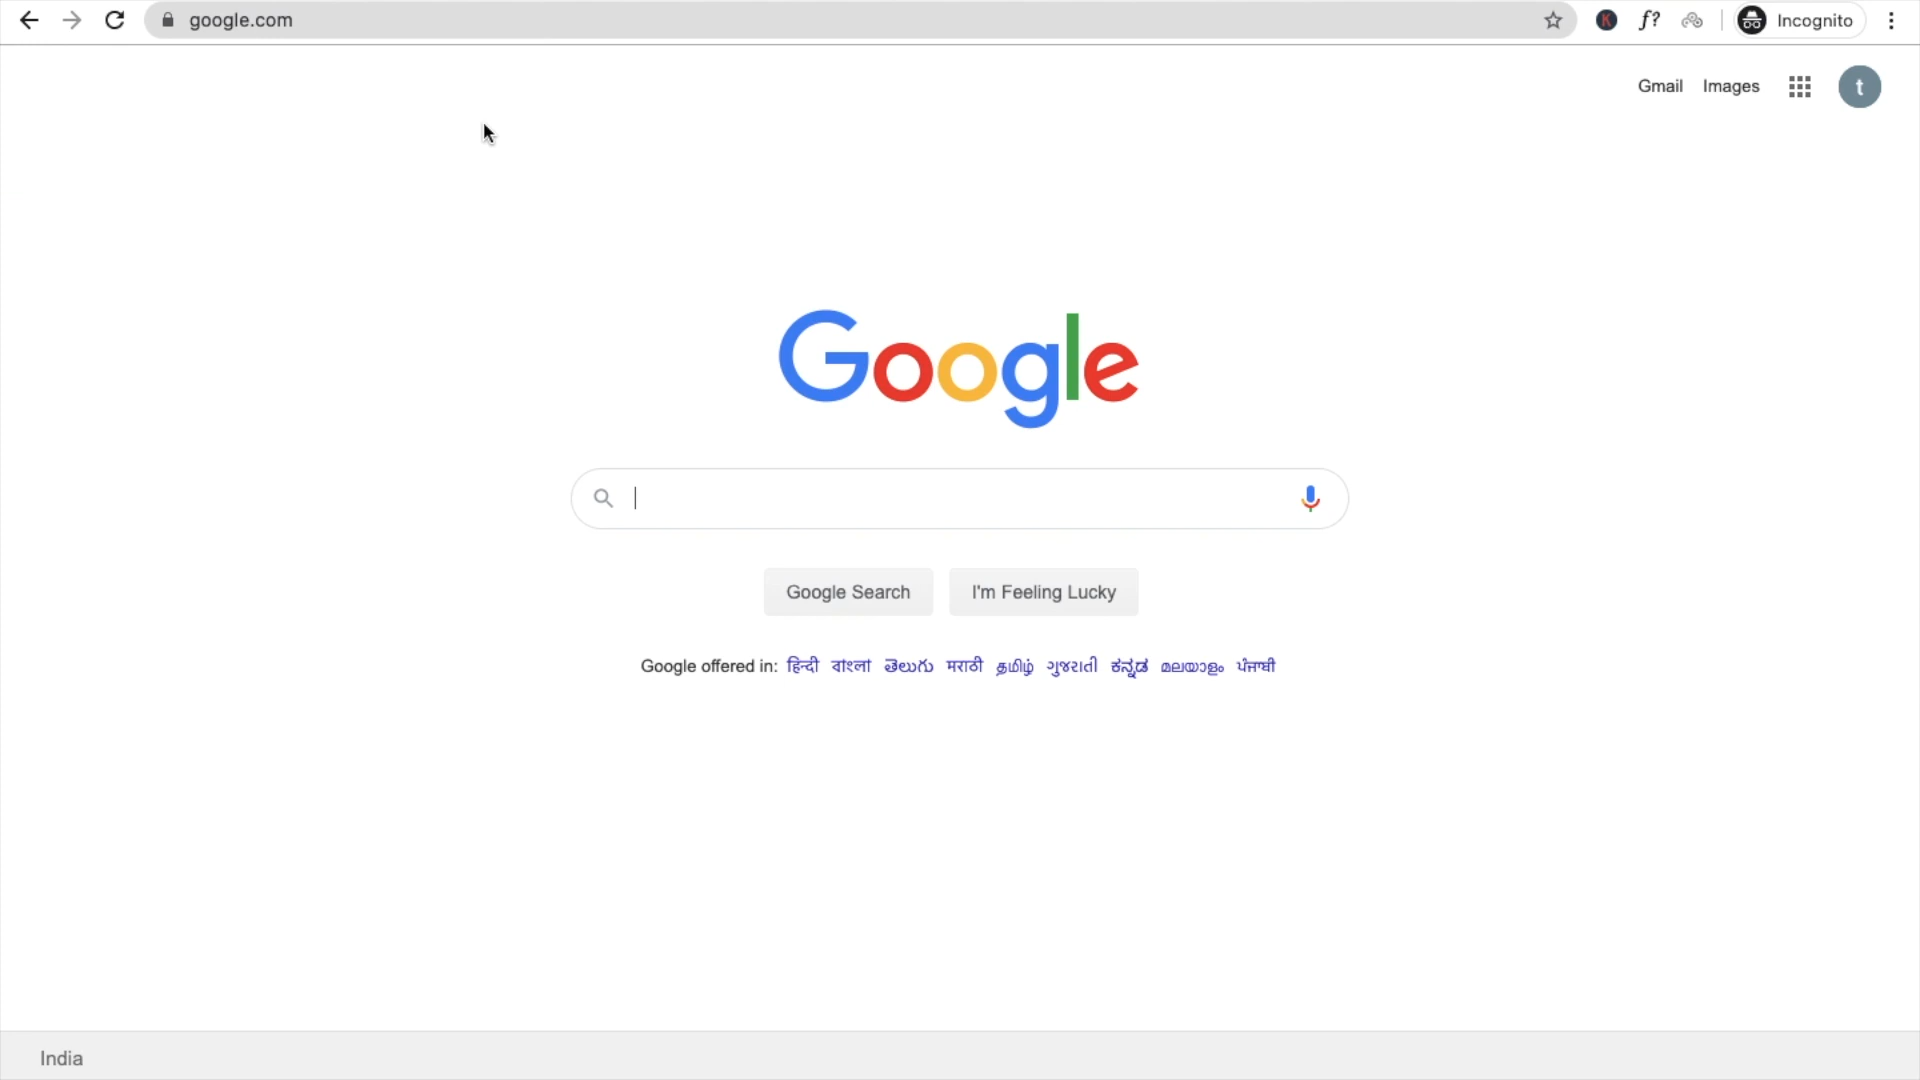 google.com
f?
Incognito
Gmail Images
t
Google
Google Search I'm Feeling Lucky
Google offered in: हिन्दी বাংলা తెలుగు मराठी தமிழ் ગુજરાતી ಕನ್ನಡ മലയാളം ਪੰਜਾਬੀ
India